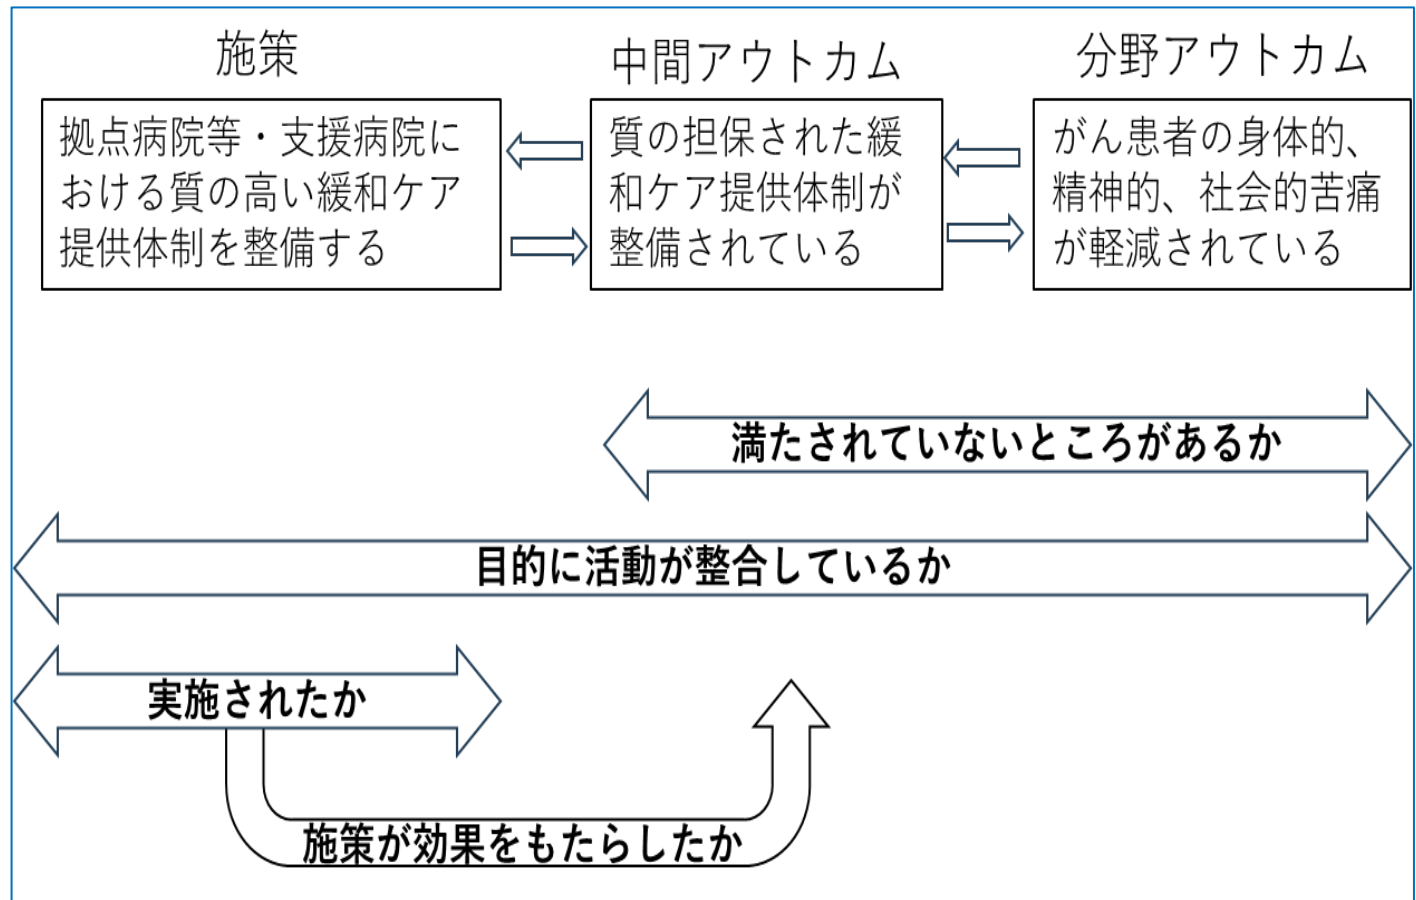 施策
中間アウトカム
分野アウトカム
拠点病院等・支援病院に
おける質の高い緩和ケア
提供体制を整備する
質の担保された緩
和ケア提供体制が
整備されている
がん患者の身体的、
精神的、社会的苦痛
が軽減されている
満たされていないところがあるか
目的に活動が整合しているか
実施されたか
施策が効果をもたらしたか